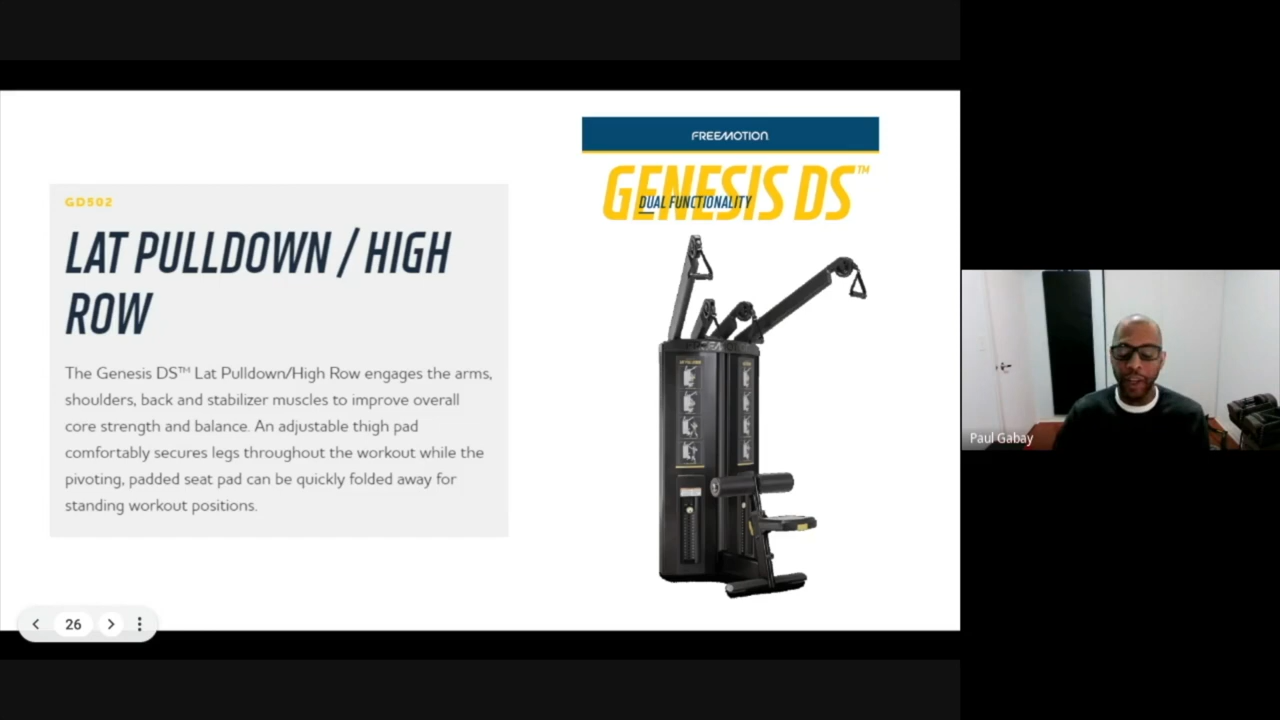 GD502
LAT PULLDOWN / HIGH
ROW
The Genesis DS™ Lat Pulldown/High Row engages the arms,
shoulders, back and stabilizer muscles to improve overall
core strength and balance. An adjustable thigh pad
comfortably secures legs throughout the workout while the
pivoting, padded seat pad can be quickly folded away for
standing workout positions.
FREEMOTION
GENESIS DS™
DUAL FUNCTIONALITY
26
Paul Gabay